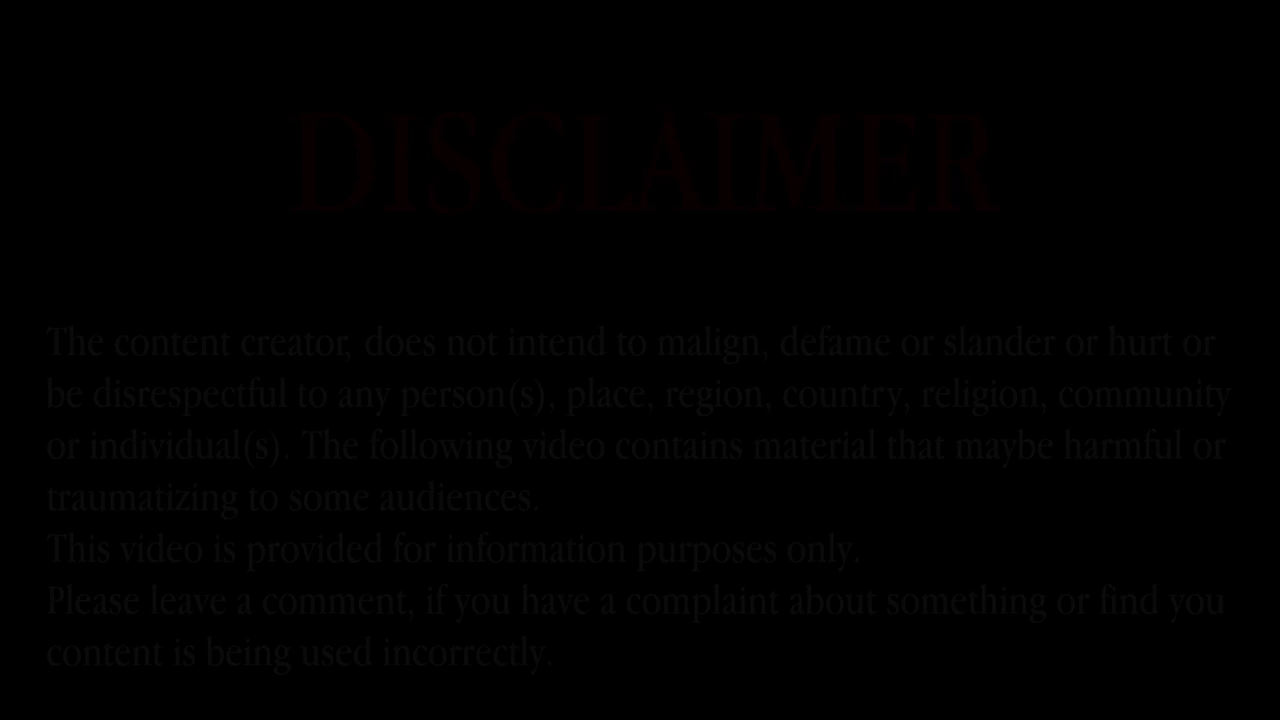 DISCLAIMER
The content creator, does not intend to malign, defame or slander or hurt or
be disrespectful to any person(s), place, region, country, religion, community
or individual(s). The following video contains material that maybe harmful or
traumatizing to some audiences.
This video is provided for information purposes only.
Please leave a comment, if you have a complaint about something or find you
content is being used incorrectly.